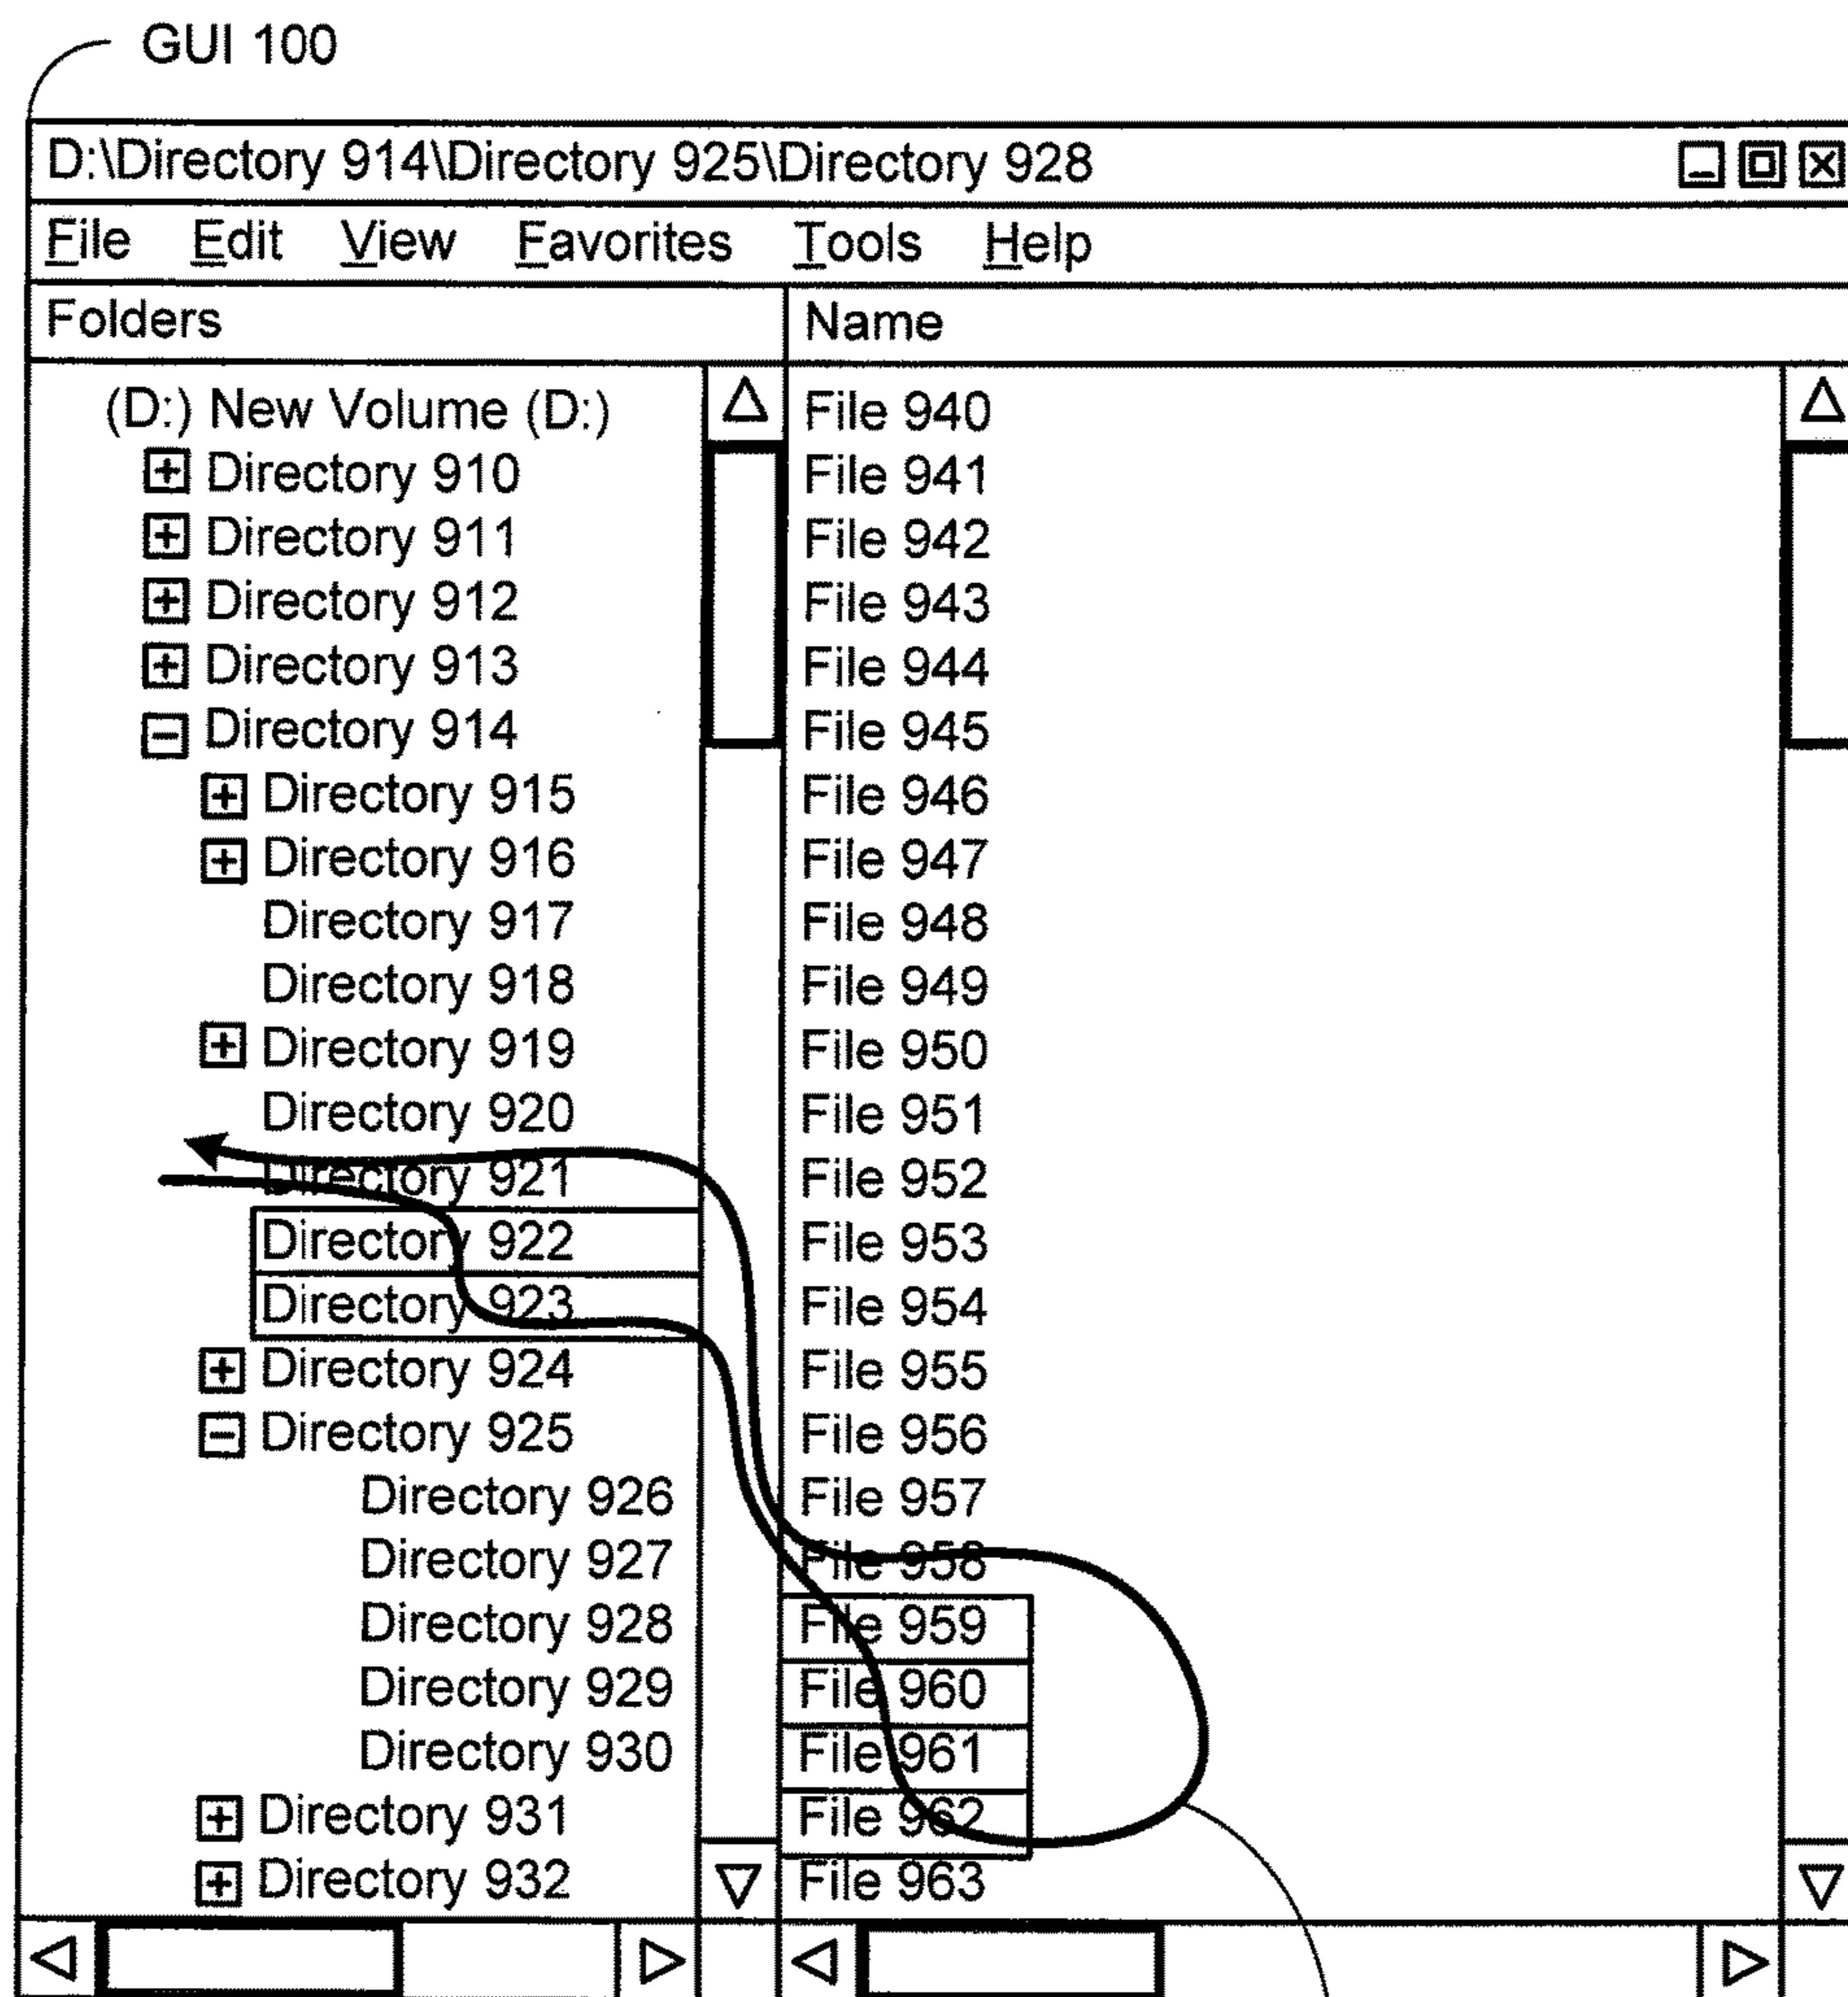 GUI 100
D:\Directory 914\Directory 925\Directory 928
File Edit View Favorites Tools Help
Folders
(D:) New Volume (D:)
Directory 910
Directory 911
Directory 912
Directory 913
Directory 914
Directory 915
Directory 916
Directory 917
Directory 918
Directory 919
Directory 920
Directory 921
Directory 922
Directory 923
Directory 924
Directory 925
Directory 926
Directory 927
Directory 928
Directory 929
Directory 930
Directory 931
Directory 932
Name
File 940
File 941
File 942
File 943
File 944
File 945
File 946
File 947
File 948
File 949
File 950
File 951
File 952
File 953
File 954
File 955
File 956
File 957
File 958
File 959
File 960
File 961
File 962
File 963